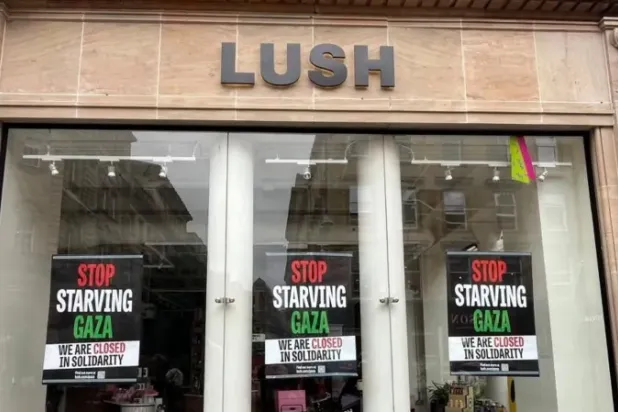 LUSH
STOP
STARVING
GAZA
WE ARE CLOSED
IN SOLIDARITY
STOP
STARVING
GAZA
WE ARE CLOSED
IN SOLIDARITY
STOP
STARVING
GAZA
WE ARE CLOSED
IN SOLIDARITY